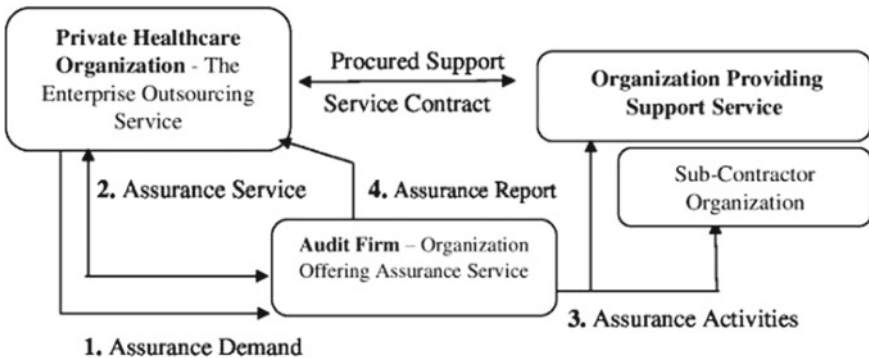 Private Healthcare
Organization - The
Enterprise Outsourcing
Service
Procured Support
Service Contract
Organization Providing
Support Service
Sub-Contractor
Organization
2. Assurance Service
4. Assurance Report
Audit Firm – Organization
Offering Assurance Service
3. Assurance Activities
1. Assurance Demand